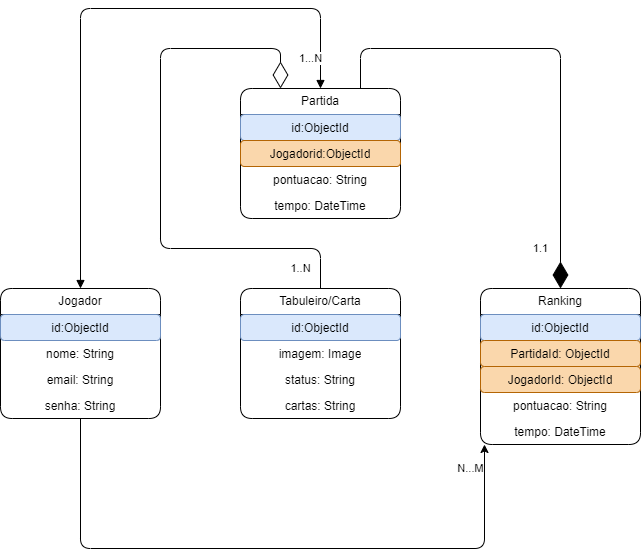 1...N
Partida
id:ObjectId
Jogadorid:ObjectId
pontuacao: String
tempo: DateTime
1.1
1..N
Jogador
id:ObjectId
nome: String
email: String
senha: String
Tabuleiro/Carta
id:ObjectId
imagem: Image
status: String
cartas: String
Ranking
id:ObjectId
PartidaId: ObjectId
JogadorId: ObjectId
pontuacao: String
tempo: DateTime
N...M